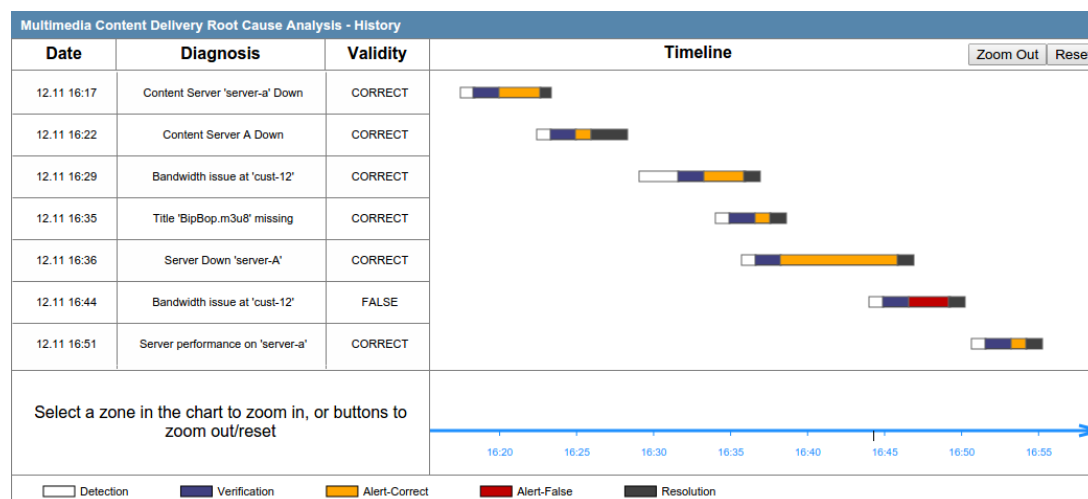 Multimedia Content Delivery Root Cause Analysis - History
Date Diagnosis Validity Timeline Zoom Out Rese
12.11 16:17 Content Server 'server-a' Down CORRECT
12.11 16:22 Content Server A Down CORRECT
12.11 16:29 Bandwidth issue at 'cust-12' CORRECT
12.11 16:35 Title 'BipBop.m3u8' missing CORRECT
12.11 16:36 Server Down 'server-A' CORRECT
12.11 16:44 Bandwidth issue at 'cust-12' FALSE
12.11 16:51 Server performance on 'server-a' CORRECT
Select a zone in the chart to zoom in, or buttons to
zoom out/reset
16:20 16:25 16:30 16:35 16:40 16:45 16:50 16:55
Detection Verification Alert-Correct Alert-False Resolution